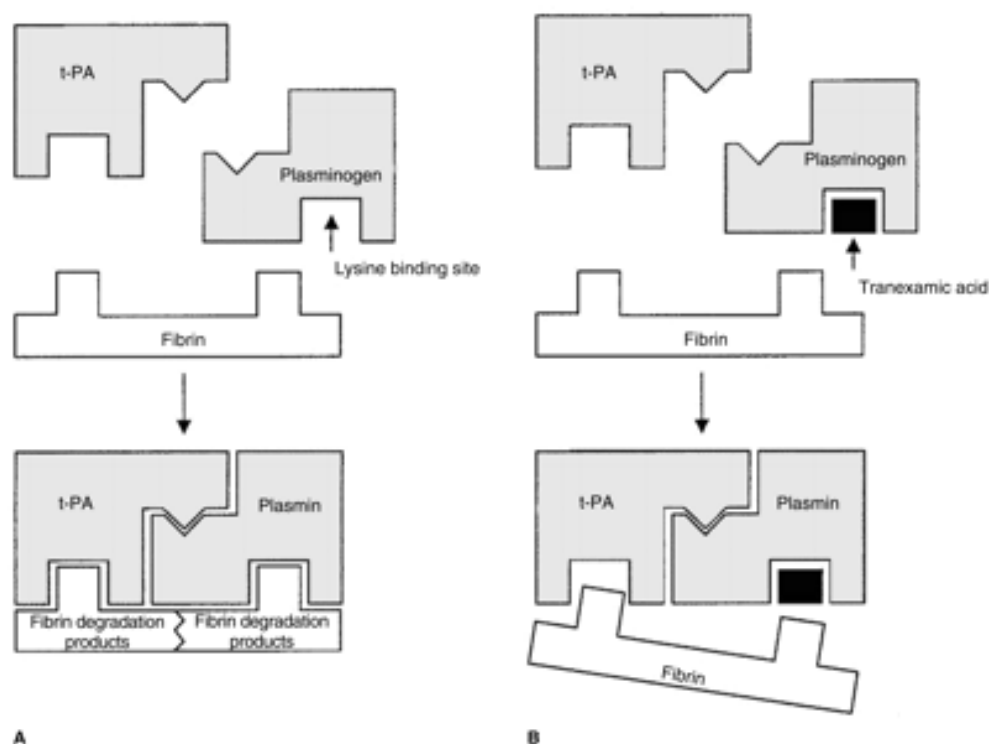 t-PA
Plasminogen
Lysine binding site
Fibrin
t-PA
Plasmin
Fibrin degradation
products
Fibrin degradation
products
A
t-PA
Plasminogen
Tranexamic acid
Fibrin
t-PA
Plasmin
Fibrin
B